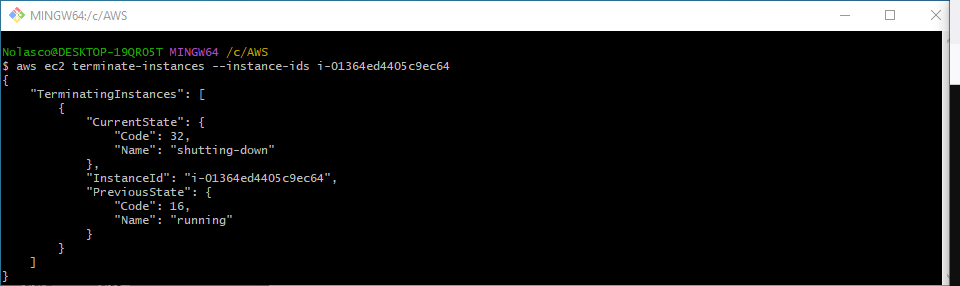 MINGW64:/c/AWS
Nolasco@DESKTOP-19QRO5T MINGW64 /c/AWS
$ aws ec2 terminate-instances --instance-ids i-01364ed4405c9ec64
{
    "TerminatingInstances": [
        {
            "CurrentState": {
                "Code": 32,
                "Name": "shutting-down"
            },
            "InstanceId": "i-01364ed4405c9ec64",
            "PreviousState": {
                "Code": 16,
                "Name": "running"
            }
        }
    ]
}